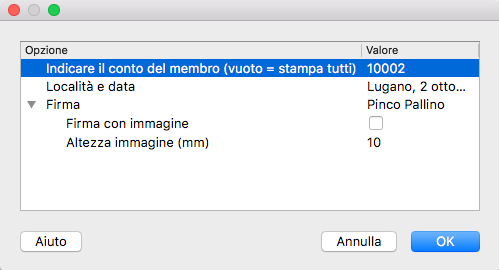 Opzione Valore
Indicare il conto del membro (vuoto = stampa tutti) 10002
Località e data Lugano, 2 otto...
Firma Pinco Pallino
Firma con immagine
Altezza immagine (mm) 10
Aiuto Annulla OK